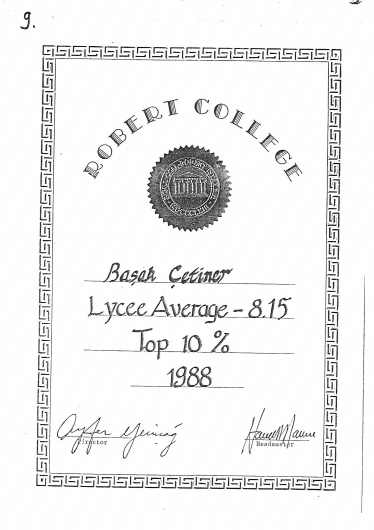 9.
ROBERT COLLEGE
Başak Çetiner
Lycee Average - 8.15
Top 10 %
1988
Director
Headmaster